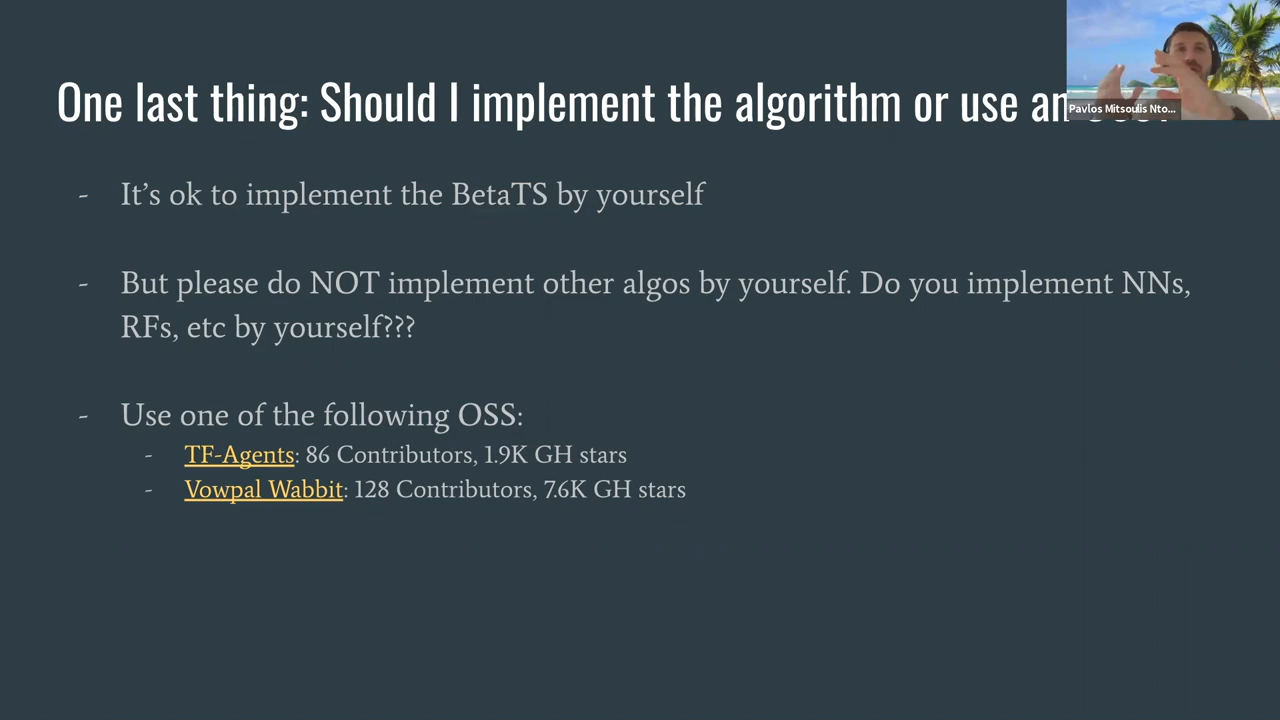 One last thing: Should I implement the algorithm or use an
Pavlos Mitsoulis Nto...
- It's ok to implement the BetaTS by yourself
- But please do NOT implement other algos by yourself. Do you implement NNs,
RFs, etc by yourself???
- Use one of the following OSS:
- TF-Agents: 86 Contributors, 1.9K GH stars
- Vowpal Wabbit: 128 Contributors, 7.6K GH stars